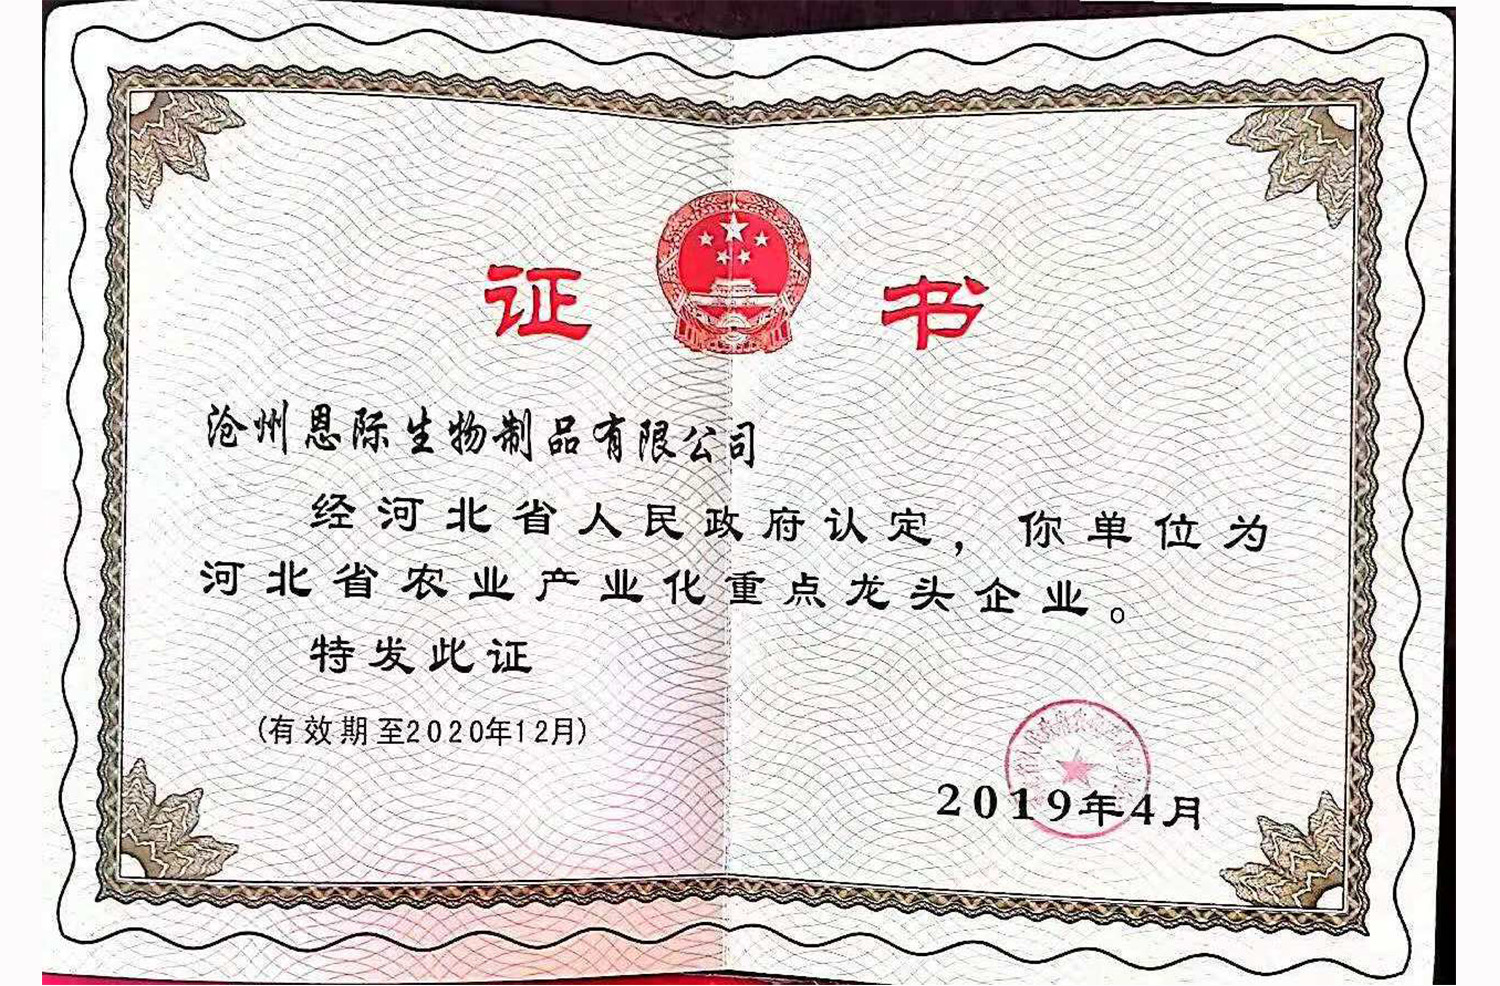 证书
沧州恩际生物制品有限公司
经河北省人民政府认定，你单位为
河北省农业产业化重点龙头企业。
特发此证
(有效期至2020年12月)
2019年4月